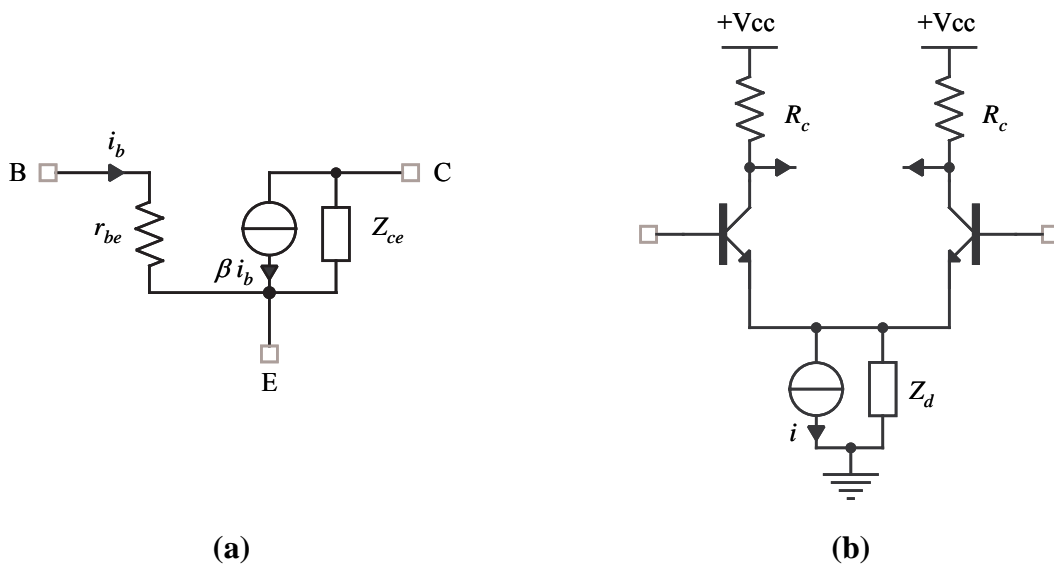 +Vcc +Vcc
R_c R_c
B i_b C
r_be Z_ce
β i_b
E
Z_d
i
(a) (b)